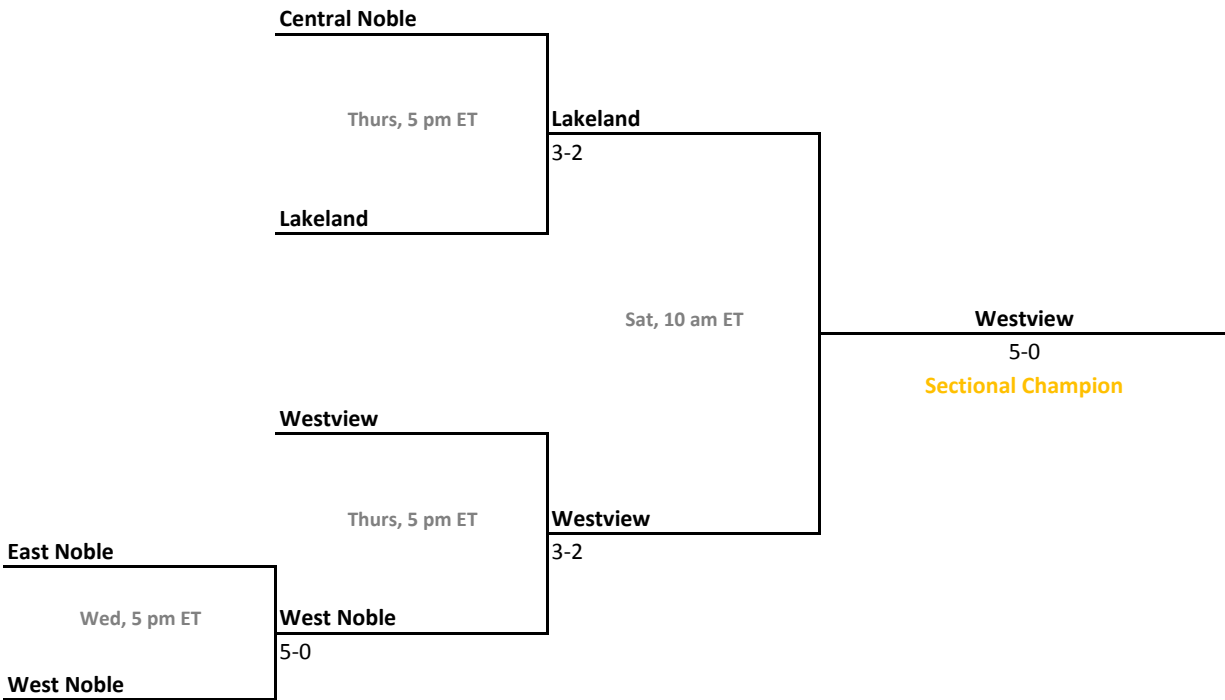 Central Noble
Thurs, 5 pm ET
Lakeland
3-2
Lakeland
Sat, 10 am ET
Westview
5-0
Sectional Champion
Westview
Thurs, 5 pm ET
Westview
3-2
East Noble
Wed, 5 pm ET
West Noble
5-0
West Noble